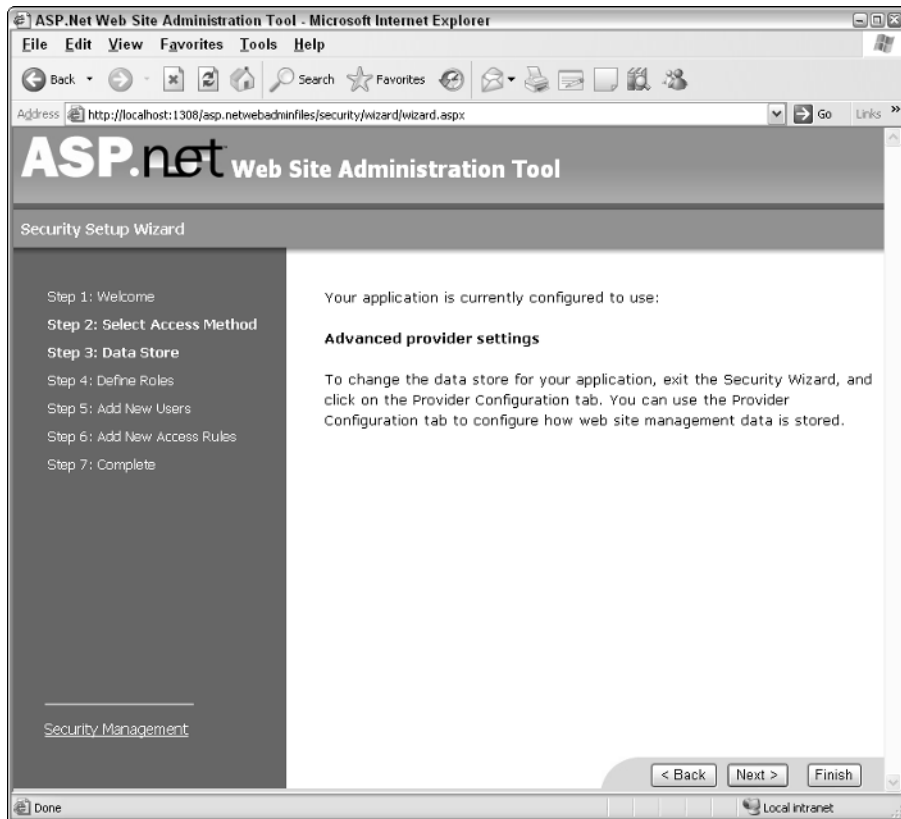 ASP.Net Web Site Administration Tool - Microsoft Internet Explorer
File Edit View Favorites Tools Help
Back Search Favorites
Address http://localhost:1308/asp.netwebadminfiles/security/wizard/wizard.aspx Go Links »
ASP.net Web Site Administration Tool
Security Setup Wizard
Step 1: Welcome
Step 2: Select Access Method
Step 3: Data Store
Step 4: Define Roles
Step 5: Add New Users
Step 6: Add New Access Rules
Step 7: Complete
Security Management
Your application is currently configured to use:
Advanced provider settings
To change the data store for your application, exit the Security Wizard, and
click on the Provider Configuration tab. You can use the Provider
Configuration tab to configure how web site management data is stored.
< Back Next > Finish
Done Local intranet